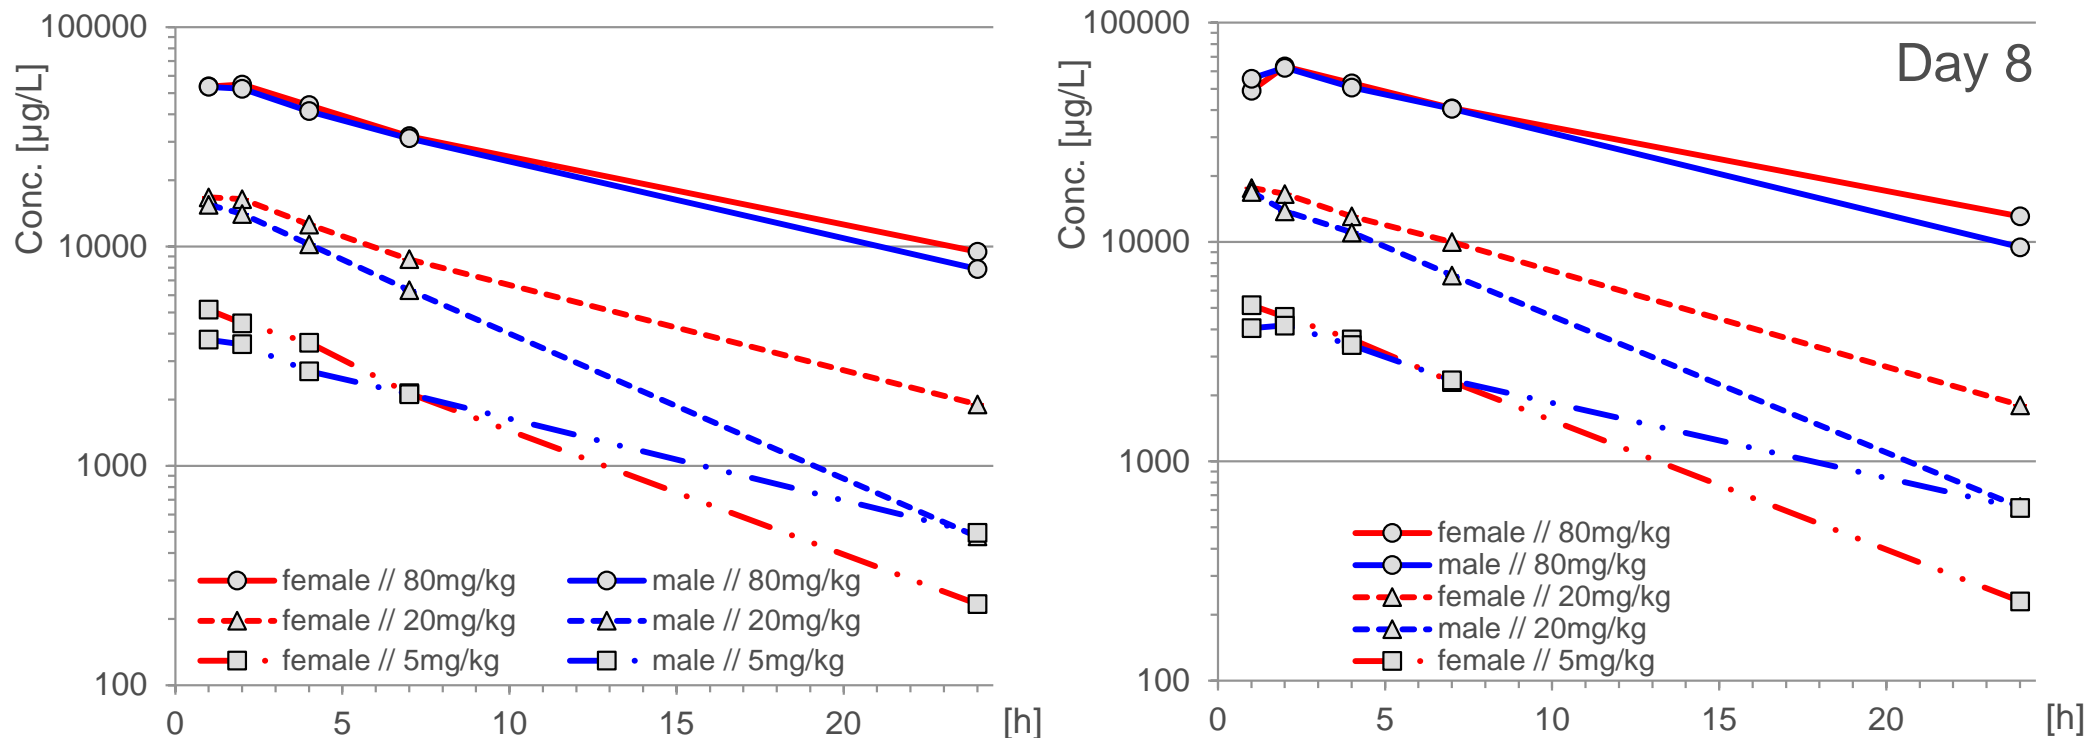 100000
10000
1000
100
Conc. [µg/L]
0 5 10 15 20 [h]
female // 80mg/kg male // 80mg/kg
female // 20mg/kg male // 20mg/kg
female // 5mg/kg male // 5mg/kg
Day 8
100000
10000
1000
100
Conc. [µg/L]
0 5 10 15 20 [h]
female // 80mg/kg
male // 80mg/kg
female // 20mg/kg
male // 20mg/kg
female // 5mg/kg